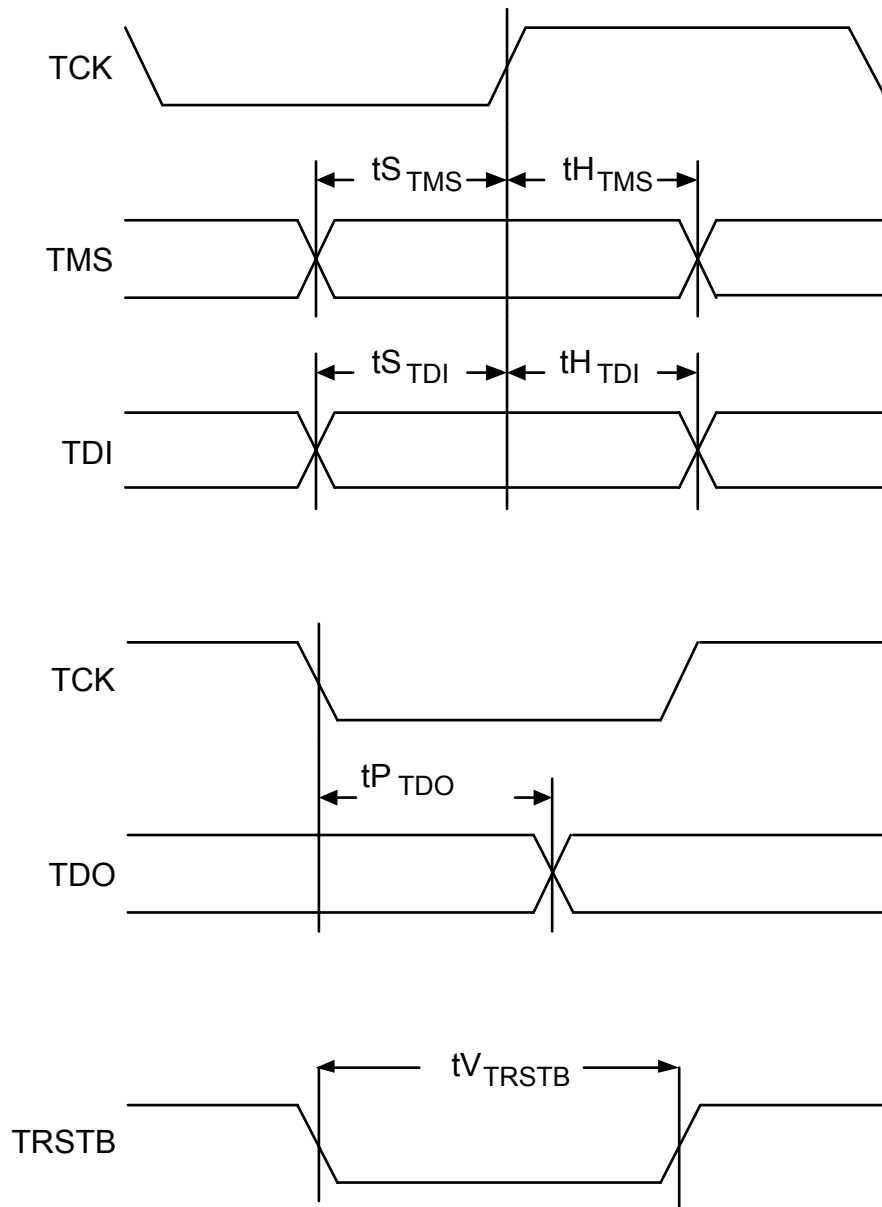 TCK
tS TMS tH TMS
TMS
tS TDI tH TDI
TDI
TCK
tP TDO
TDO
tV TRSTB
TRSTB